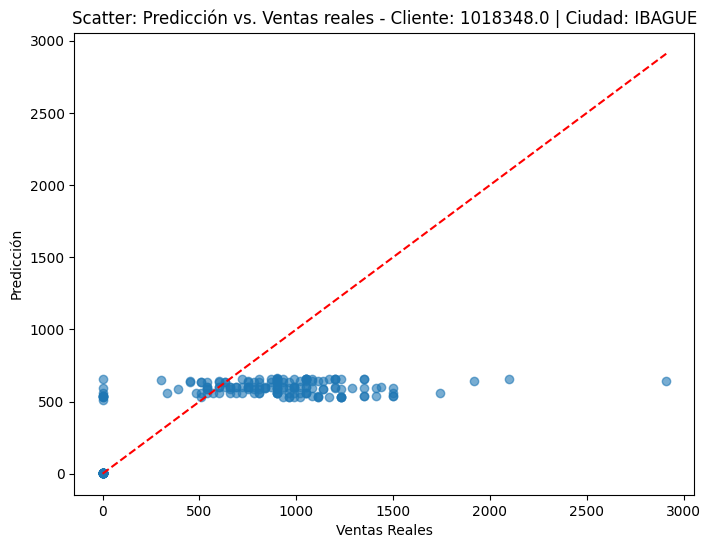 Scatter: Predicción vs. Ventas reales - Cliente: 1018348.0 | Ciudad: IBAGUE
3000
2500
2000
1500
1000
500
0
Predicción
0 500 1000 1500 2000 2500 3000
Ventas Reales